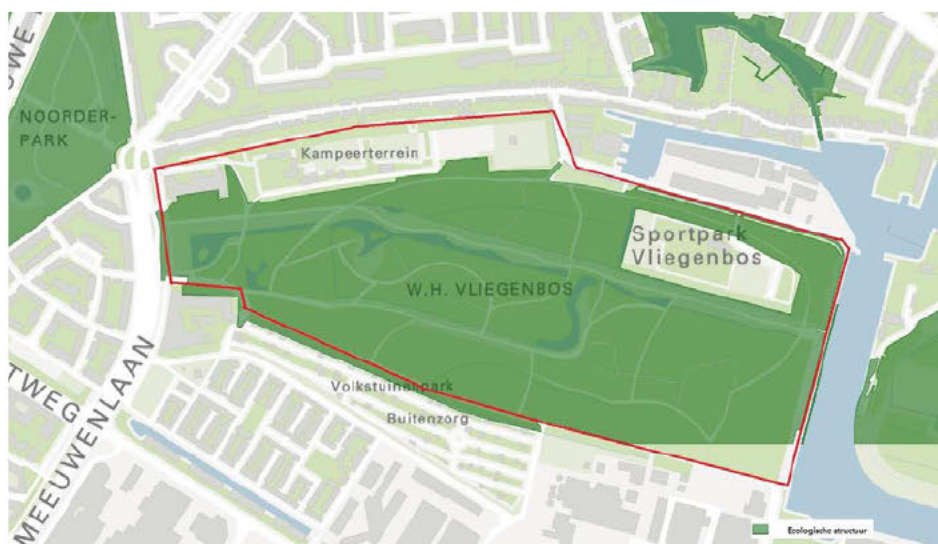 NOORDER-
PARK
Kampeerterrein
Sportpark
Vliegenbos
W.H. VLIEGENBOS
Volkstuinenpark
Buitenzorg
MEEUWENLAAN
TWEG
Ecologische structuur